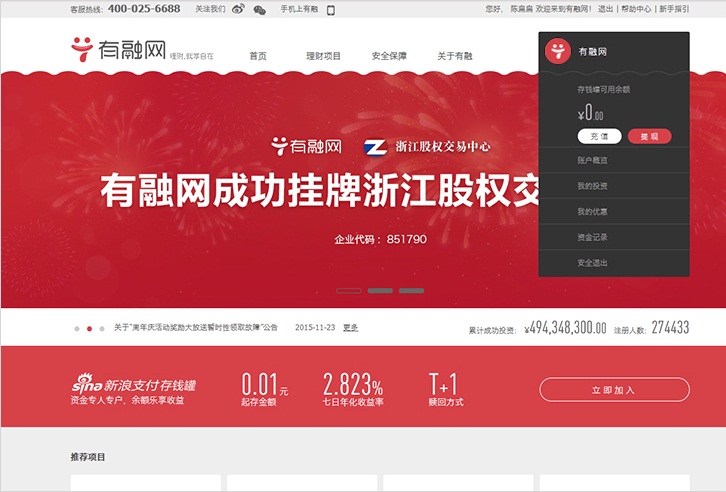 客服热线: 400-025-6688 关注我们 手机上有融 您好, 陈扁扁 欢迎来到有融网! 退出 | 帮助中心 | 新手指引
有融网 理财,就享自在 首页 理财项目 安全保障 关于有融
有融网
存钱罐可用余额
¥0.00
充 值 提 现
账户概览
我的投资
我的优惠
资金记录
安全退出
有融网 浙江股权交易中心
有融网成功挂牌浙江股权交
企业代码: 851790
关于“周年庆活动奖励大放送暂时性领取故障”公告 2015-11-23 更多 累计成功投资: ¥494,348,300.00 注册人数: 274433
sina 新浪支付存钱罐
资金专人专户, 余额乐享收益
0.01 元
起存金额
2.823%
七日年化收益率
T+1
赎回方式
立即加入
推荐项目